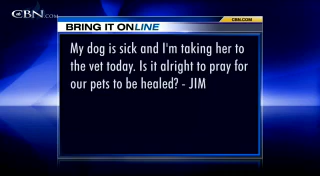 CBN.COM
CBN.COM
BRING IT ONLINE
My dog is sick and I'm taking her to
the vet today. Is it alright to pray for
our pets to be healed? - JIM